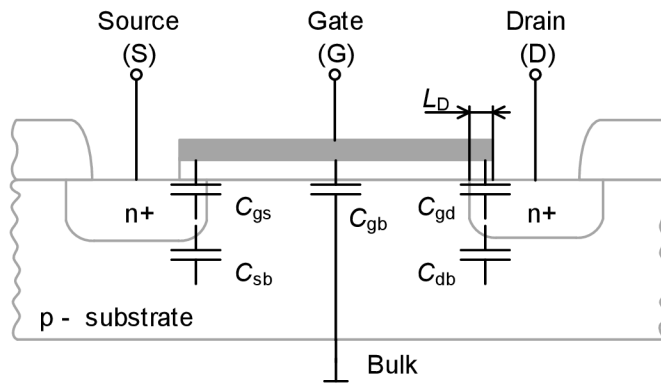 Source Gate Drain
(S) (G) (D)
LD
n+ Cgs Cgb Cgd n+
Csb Cdb
p - substrate
Bulk